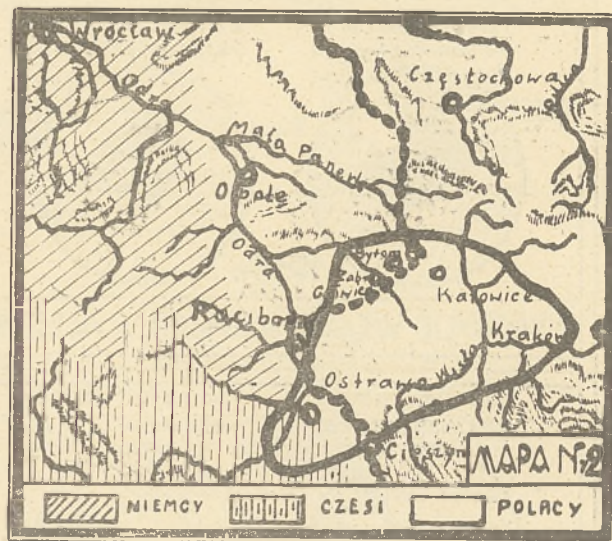 Wrocław
Odra
Częstochowa
Mała Panew
Opole
Odra
Bytom
Zabrze
Gliwice
Katowice
Racibórz
Kraków
Wisła
Ostrawa
Cieszyn
MAPA Nr 2
NIEMCY
CZESI
POLACY